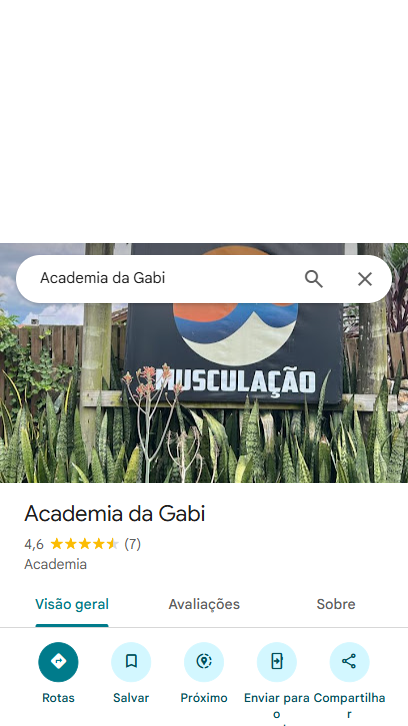 Academia da Gabi
MUSCULAÇÃO
Academia da Gabi
4,6 (7)
Academia
Visão geral Avaliações Sobre
Rotas Salvar Próximo Enviar para o Compartilhar